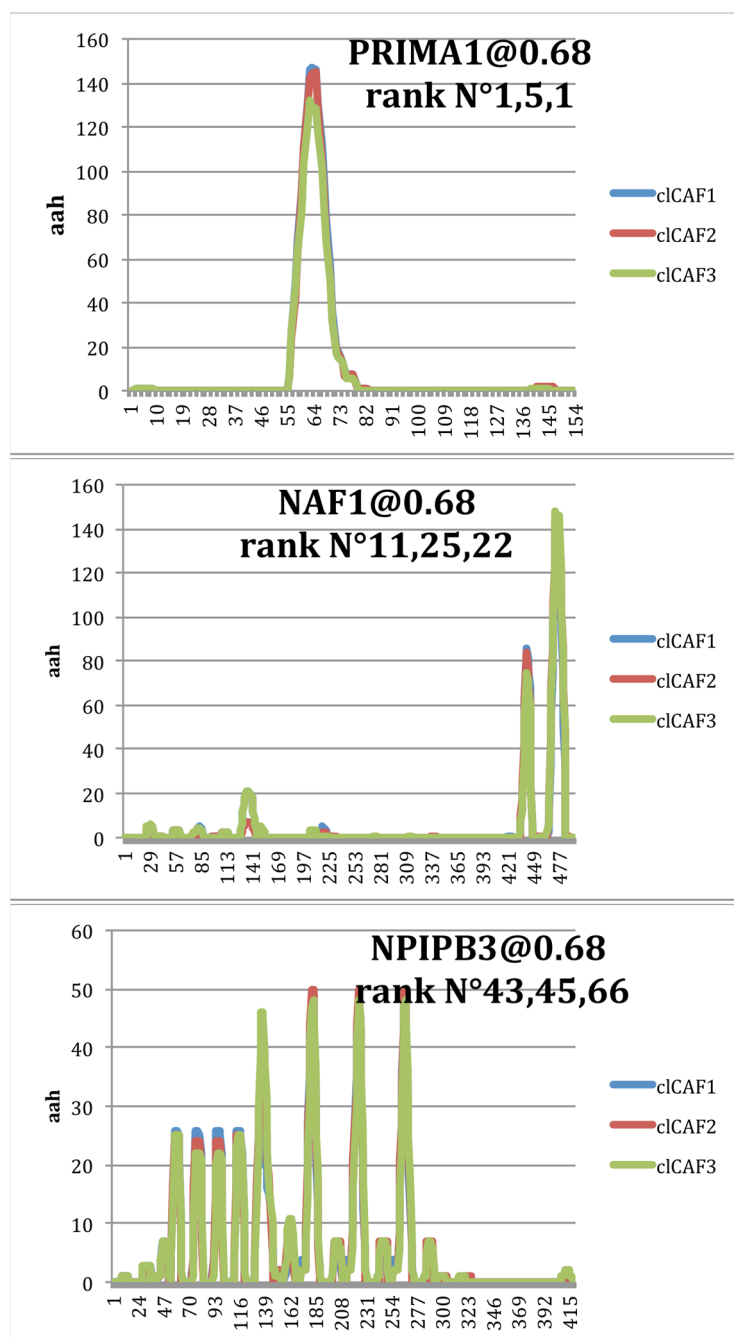 PRIMA1@0.68
rank N°1,5,1
160
140
120
100
80
60
40
20
0
aah
1 10 19 28 37 46 55 64 73 82 91 100 109 118 127 136 145 154
clCAF1
clCAF2
clCAF3
NAF1@0.68
rank N°11,25,22
160
140
120
100
80
60
40
20
0
aah
1 29 57 85 113 141 169 197 225 253 281 309 337 365 393 421 449 477
clCAF1
clCAF2
clCAF3
NPIPB3@0.68
rank N°43,45,66
60
50
40
30
20
10
0
aah
1 24 47 70 93 116 139 162 185 208 231 254 277 300 323 346 369 392 415
clCAF1
clCAF2
clCAF3